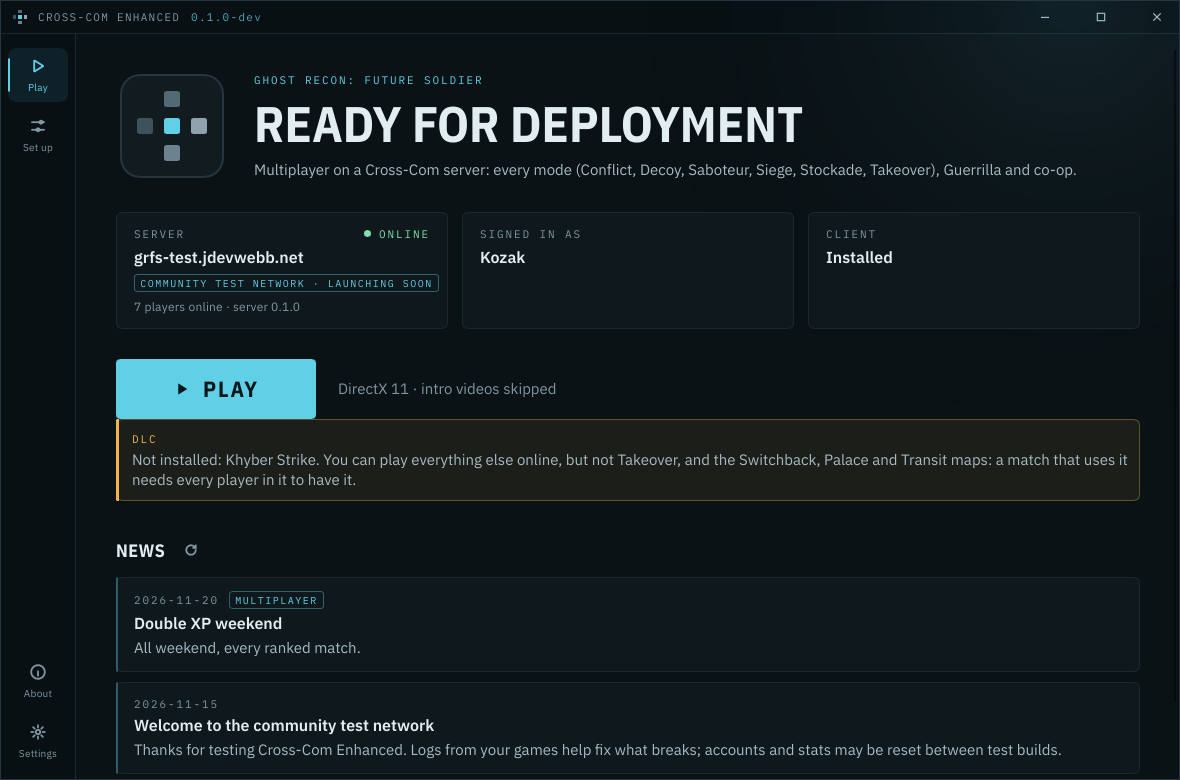 CROSS-COM ENHANCED 0.1.0-dev
Play
Set up
GHOST RECON: FUTURE SOLDIER
READY FOR DEPLOYMENT
Multiplayer on a Cross-Com server: every mode (Conflict, Decoy, Saboteur, Siege, Stockade, Takeover), Guerrilla and co-op.
SERVER
ONLINE
grfs-test.jdevwebb.net
COMMUNITY TEST NETWORK · LAUNCHING SOON
7 players online · server 0.1.0
SIGNED IN AS
Kozak
CLIENT
Installed
PLAY
DirectX 11 · intro videos skipped
DLC
Not installed: Khyber Strike. You can play everything else online, but not Takeover, and the Switchback, Palace and Transit maps: a match that uses it
needs every player in it to have it.
NEWS
2026-11-20 MULTIPLAYER
Double XP weekend
All weekend, every ranked match.
2026-11-15
Welcome to the community test network
Thanks for testing Cross-Com Enhanced. Logs from your games help fix what breaks; accounts and stats may be reset between test builds.
About
Settings